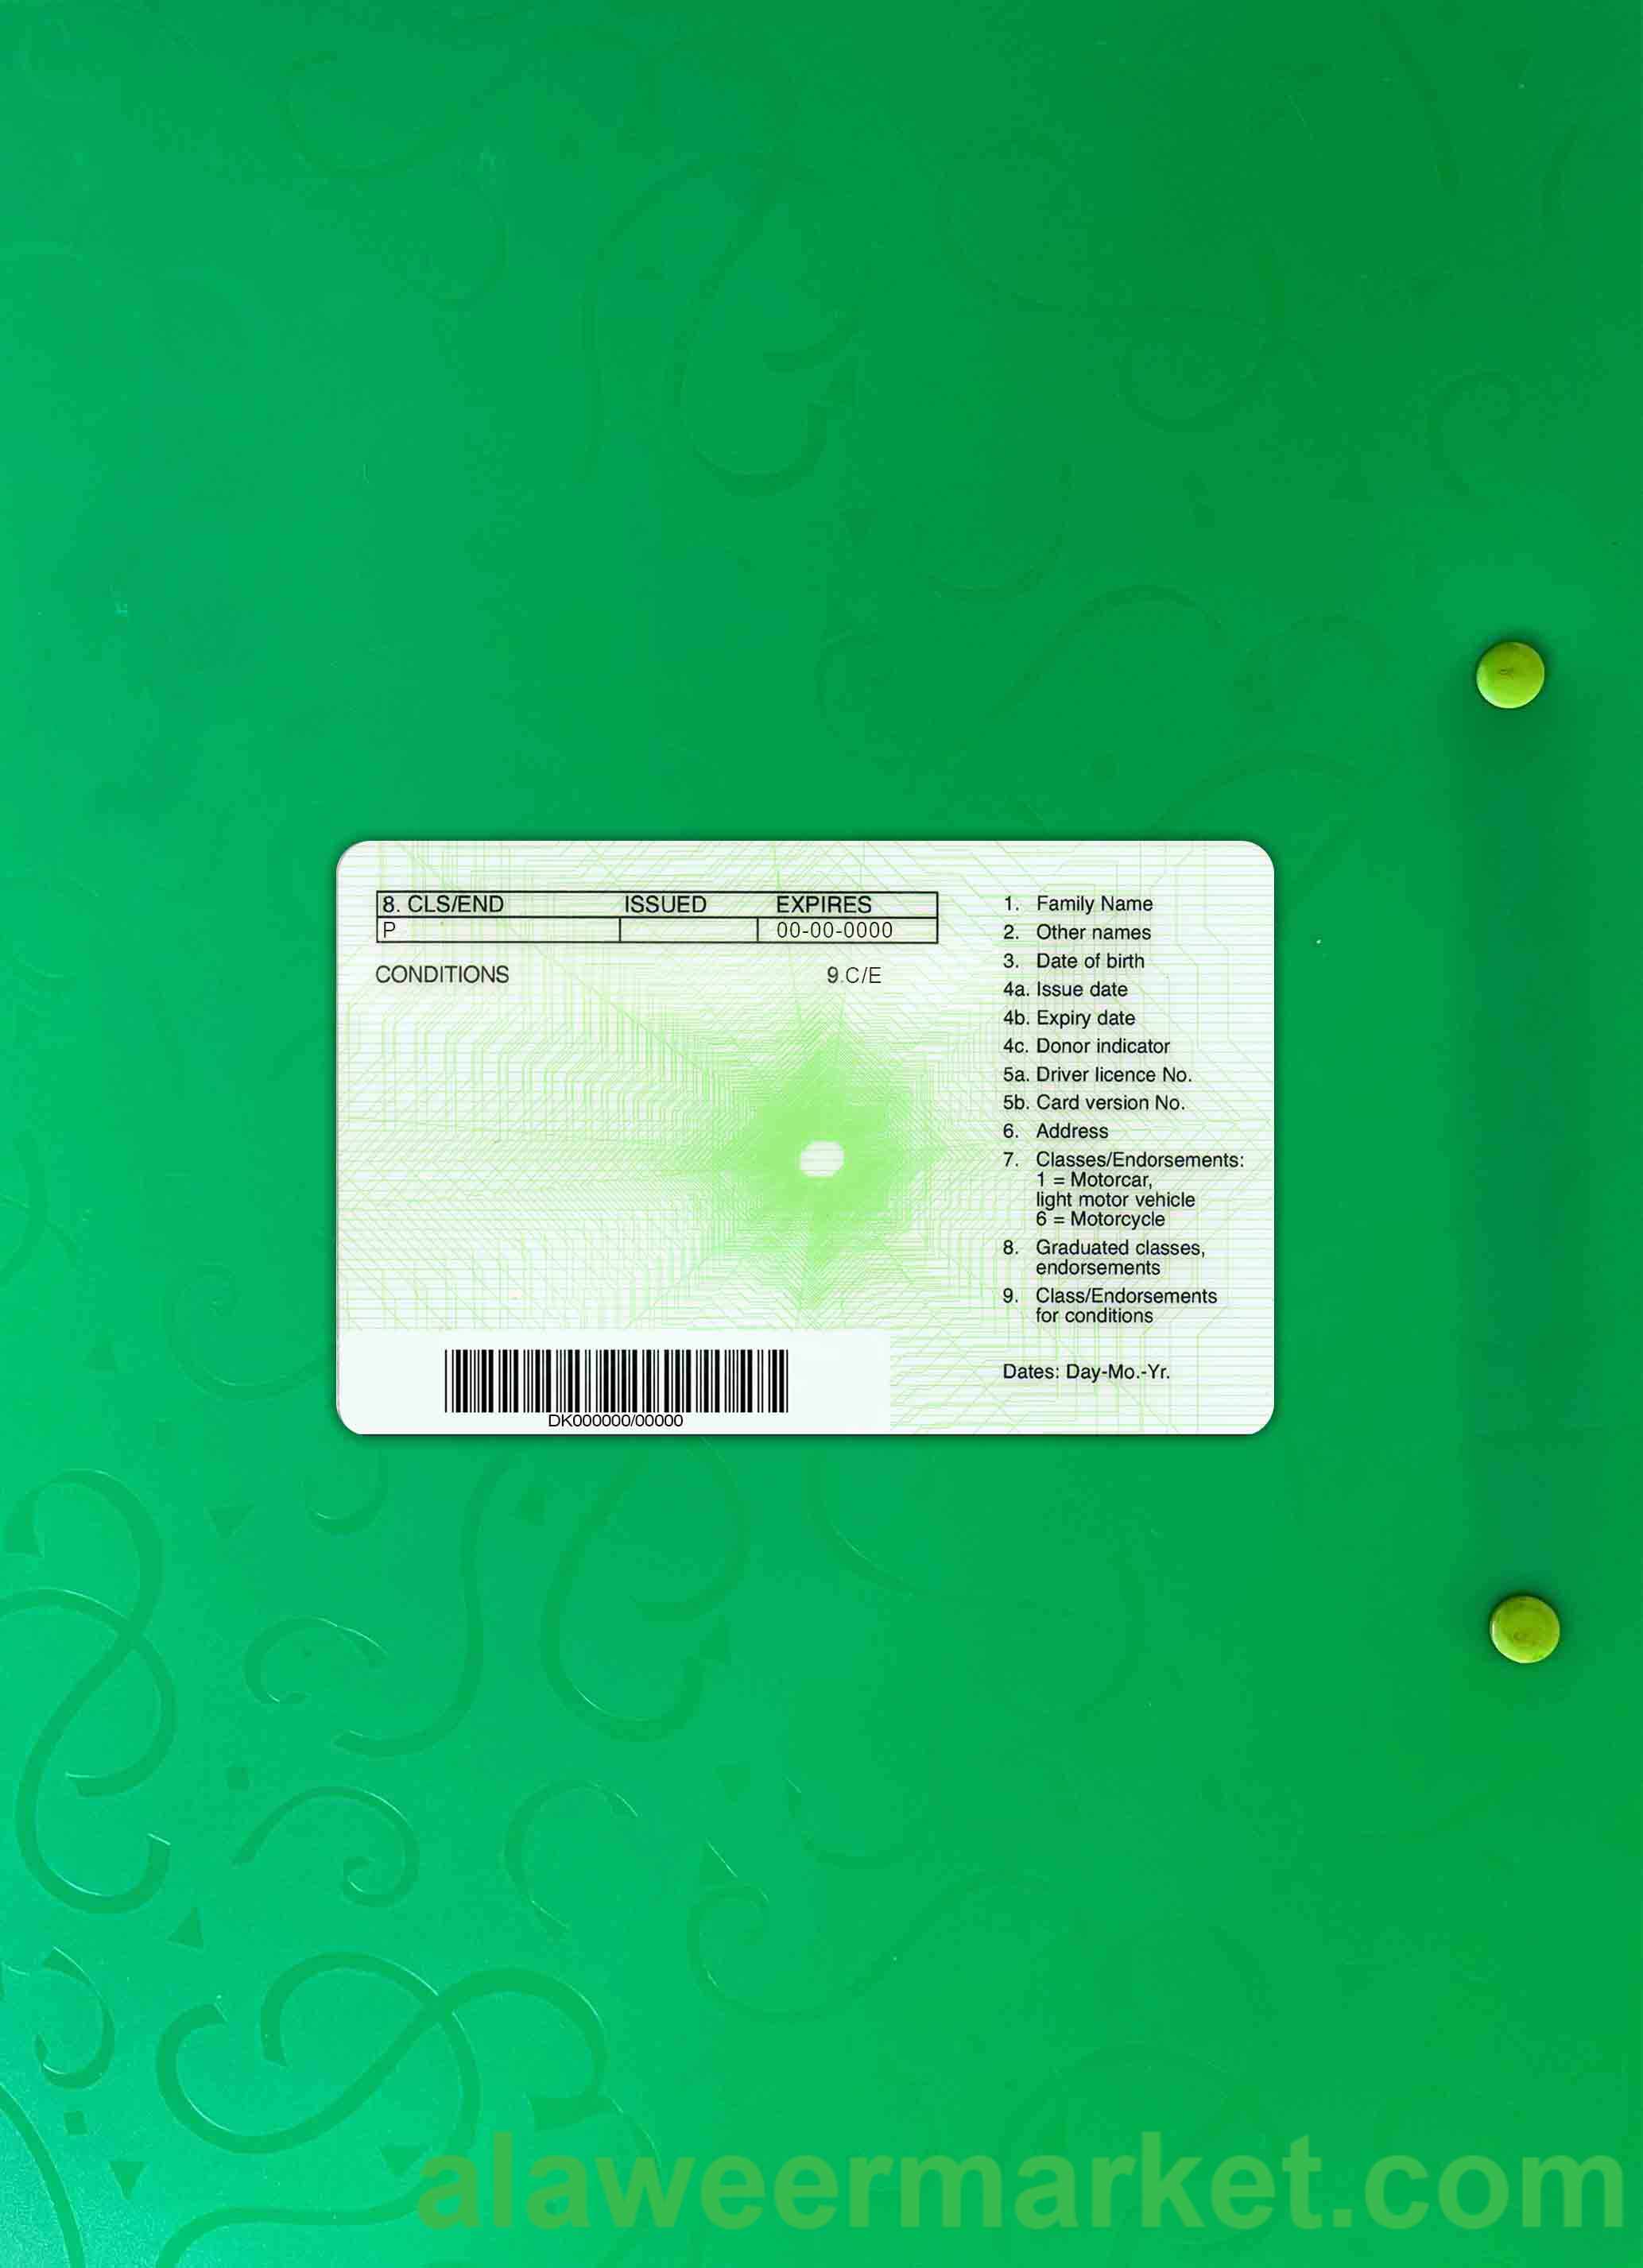 8. CLS/END ISSUED EXPIRES
P 00-00-0000
CONDITIONS 9.C/E
1. Family Name
2. Other names
3. Date of birth
4a. Issue date
4b. Expiry date
4c. Donor indicator
5a. Driver licence No.
5b. Card version No.
6. Address
7. Classes/Endorsements:
1 = Motorcar,
light motor vehicle
6 = Motorcycle
8. Graduated classes,
endorsements
9. Class/Endorsements
for conditions
Dates: Day-Mo.-Yr.
DK000000/00000
alaweermarket.com